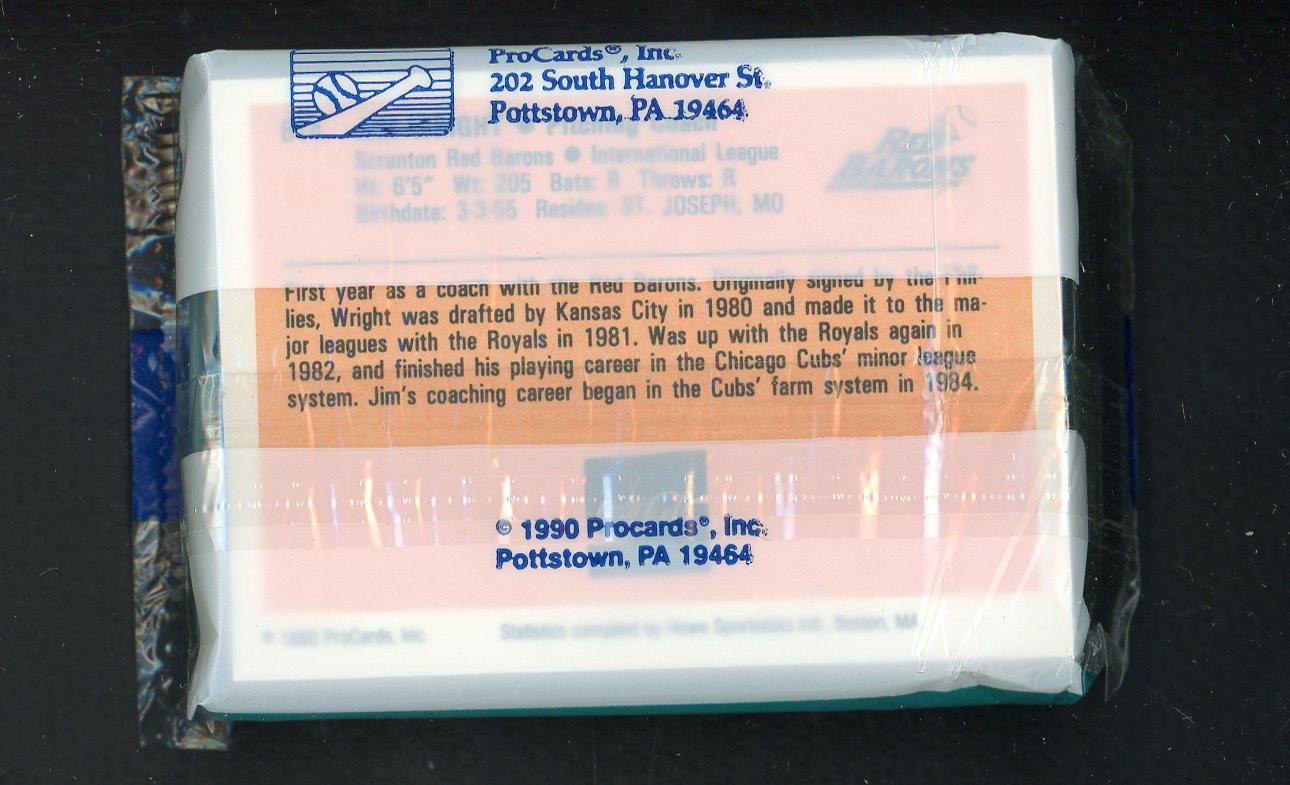 ProCards®, Inc.
202 South Hanover St.
Pottstown, PA 19464
Pitching Coach
RED BARONS
Scranton Red Barons ● International League
Ht: 6'5" Wt: 205 Bats: R Throws: R
Birthdate: 3-3-55 Resides: ST. JOSEPH, MO
First year as a coach with the Red Barons. Originally signed by the Phil-
lies, Wright was drafted by Kansas City in 1980 and made it to the ma-
jor leagues with the Royals in 1981. Was up with the Royals again in
1982, and finished his playing career in the Chicago Cubs' minor league
system. Jim's coaching career began in the Cubs' farm system in 1984.
© 1990 Procards®, Inc.
Pottstown, PA 19464
© 1990 ProCards, Inc. Statistics compiled by Howe Sportsdata Intl., Boston, MA